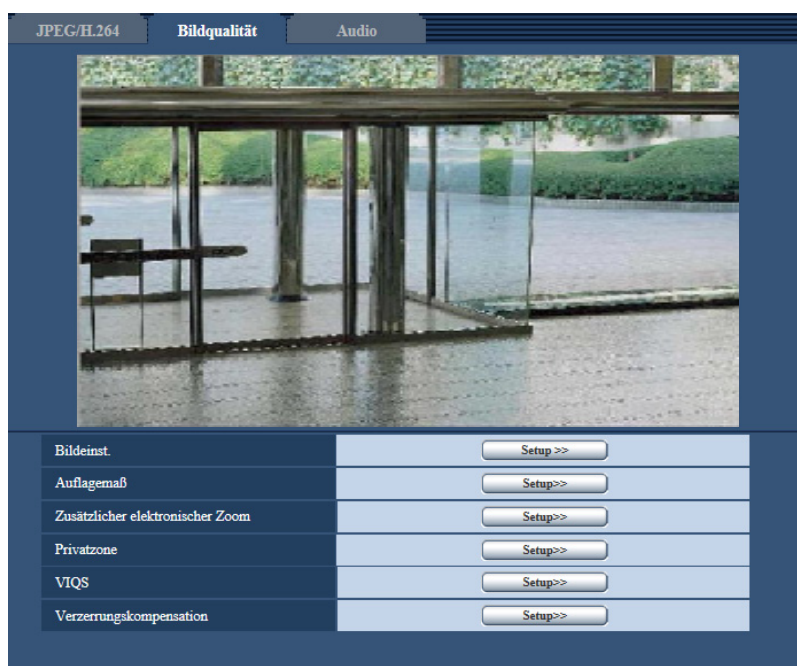 JPEG/H.264 Bildqualität Audio
Bildeinst. Setup >>
Auflagemaß Setup>>
Zusätzlicher elektronischer Zoom Setup>>
Privatzone Setup>>
VIQS Setup>>
Verzerrungskompensation Setup>>